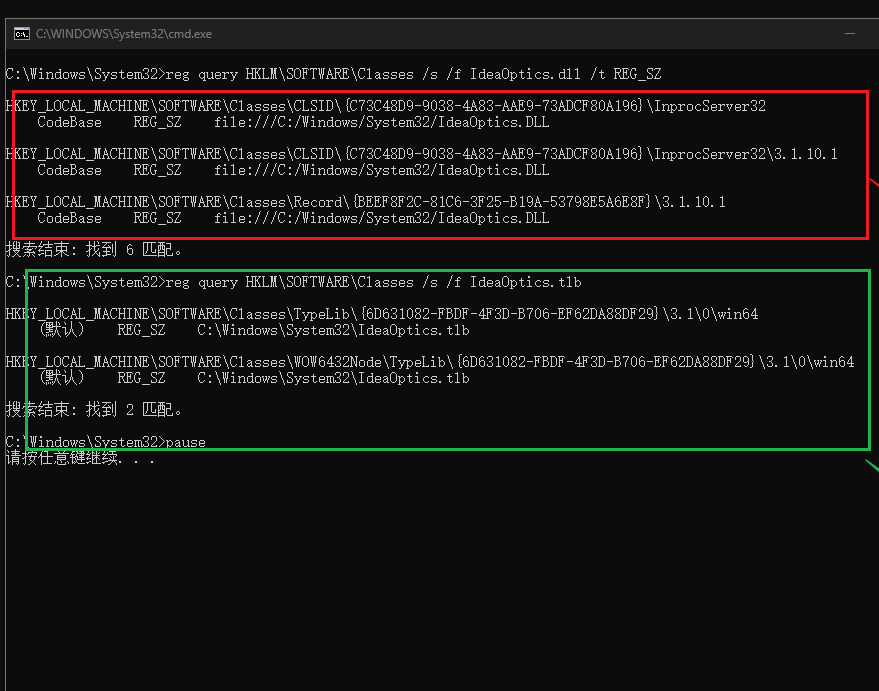 C:\WINDOWS\System32\cmd.exe
C:\Windows\System32>reg query HKLM\SOFTWARE\Classes /s /f IdeaOptics.dll /t REG_SZ
HKEY_LOCAL_MACHINE\SOFTWARE\Classes\CLSID\{C73C48D9-9038-4A83-AAE9-73ADCF80A196}\InprocServer32
CodeBase    REG_SZ    file:///C:/Windows/System32/IdeaOptics.DLL
HKEY_LOCAL_MACHINE\SOFTWARE\Classes\CLSID\{C73C48D9-9038-4A83-AAE9-73ADCF80A196}\InprocServer32\3.1.10.1
CodeBase    REG_SZ    file:///C:/Windows/System32/IdeaOptics.DLL
HKEY_LOCAL_MACHINE\SOFTWARE\Classes\Record\{BEEF8F2C-81C6-3F25-B19A-53798E5A6E8F}\3.1.10.1
CodeBase    REG_SZ    file:///C:/Windows/System32/IdeaOptics.DLL
搜索结束: 找到 6 匹配。
C:\Windows\System32>reg query HKLM\SOFTWARE\Classes /s /f IdeaOptics.tlb
HKEY_LOCAL_MACHINE\SOFTWARE\Classes\TypeLib\{6D631082-FBDF-4F3D-B706-EF62DA88DF29}\3.1\0\win64
(默认)    REG_SZ    C:\Windows\System32\IdeaOptics.tlb
HKEY_LOCAL_MACHINE\SOFTWARE\Classes\WOW6432Node\TypeLib\{6D631082-FBDF-4F3D-B706-EF62DA88DF29}\3.1\0\win64
(默认)    REG_SZ    C:\Windows\System32\IdeaOptics.tlb
搜索结束: 找到 2 匹配。
C:\Windows\System32>pause
请按任意键继续. . .